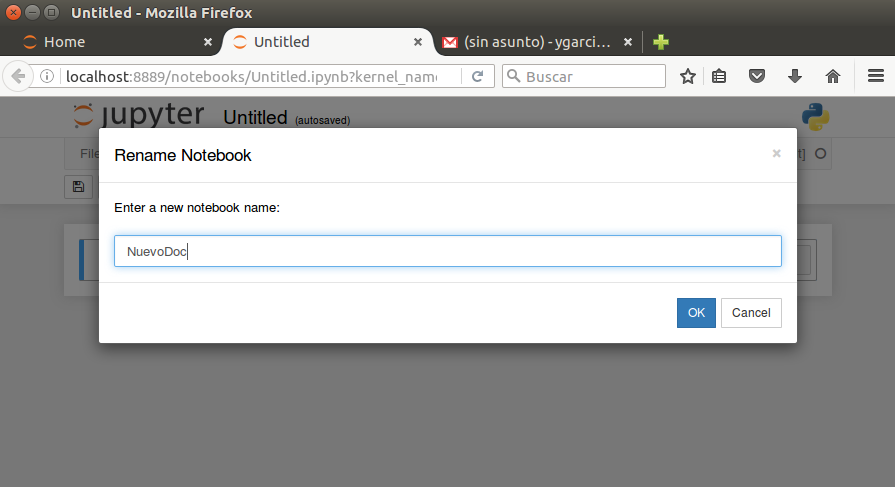 Untitled - Mozilla Firefox
Home
Untitled
(sin asunto) - ygarci...
localhost:8889/notebooks/Untitled.ipynb?kernel_name
Buscar
jupyter Untitled (autosaved)
File
t]
Rename Notebook
Enter a new notebook name:
NuevoDoc
OK Cancel